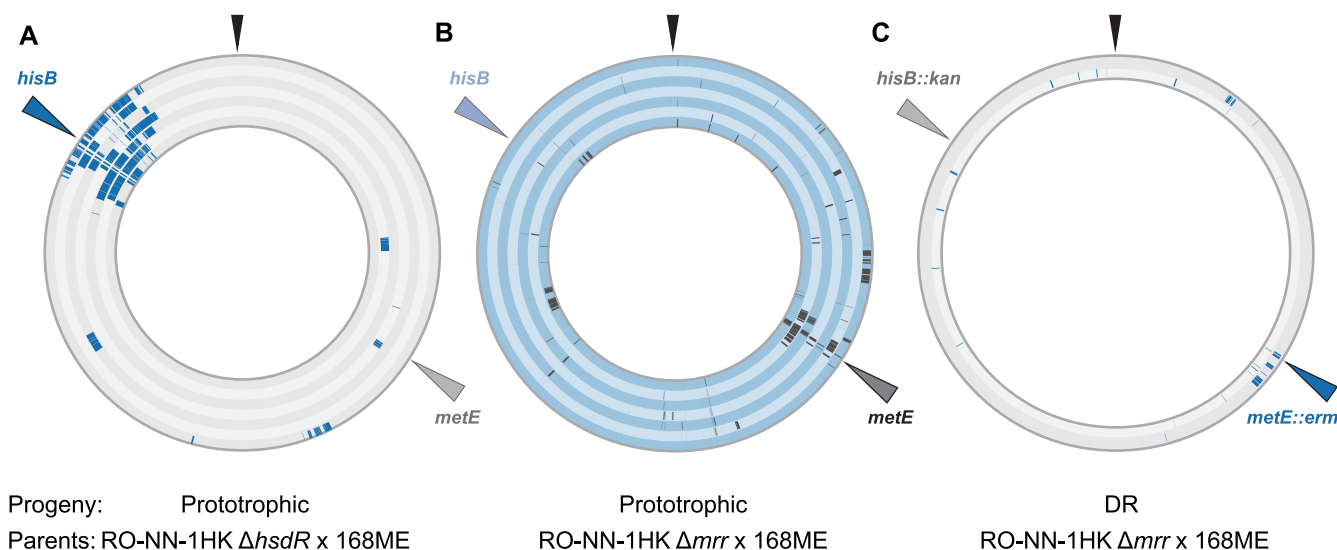 A
hisB
metE
B
hisB
metE
C
hisB::kan
metE::erm
Progeny: Prototrophic Prototrophic DR
Parents: RO-NN-1HK ΔhsdR x 168ME RO-NN-1HK Δmrr x 168ME RO-NN-1HK Δmrr x 168ME